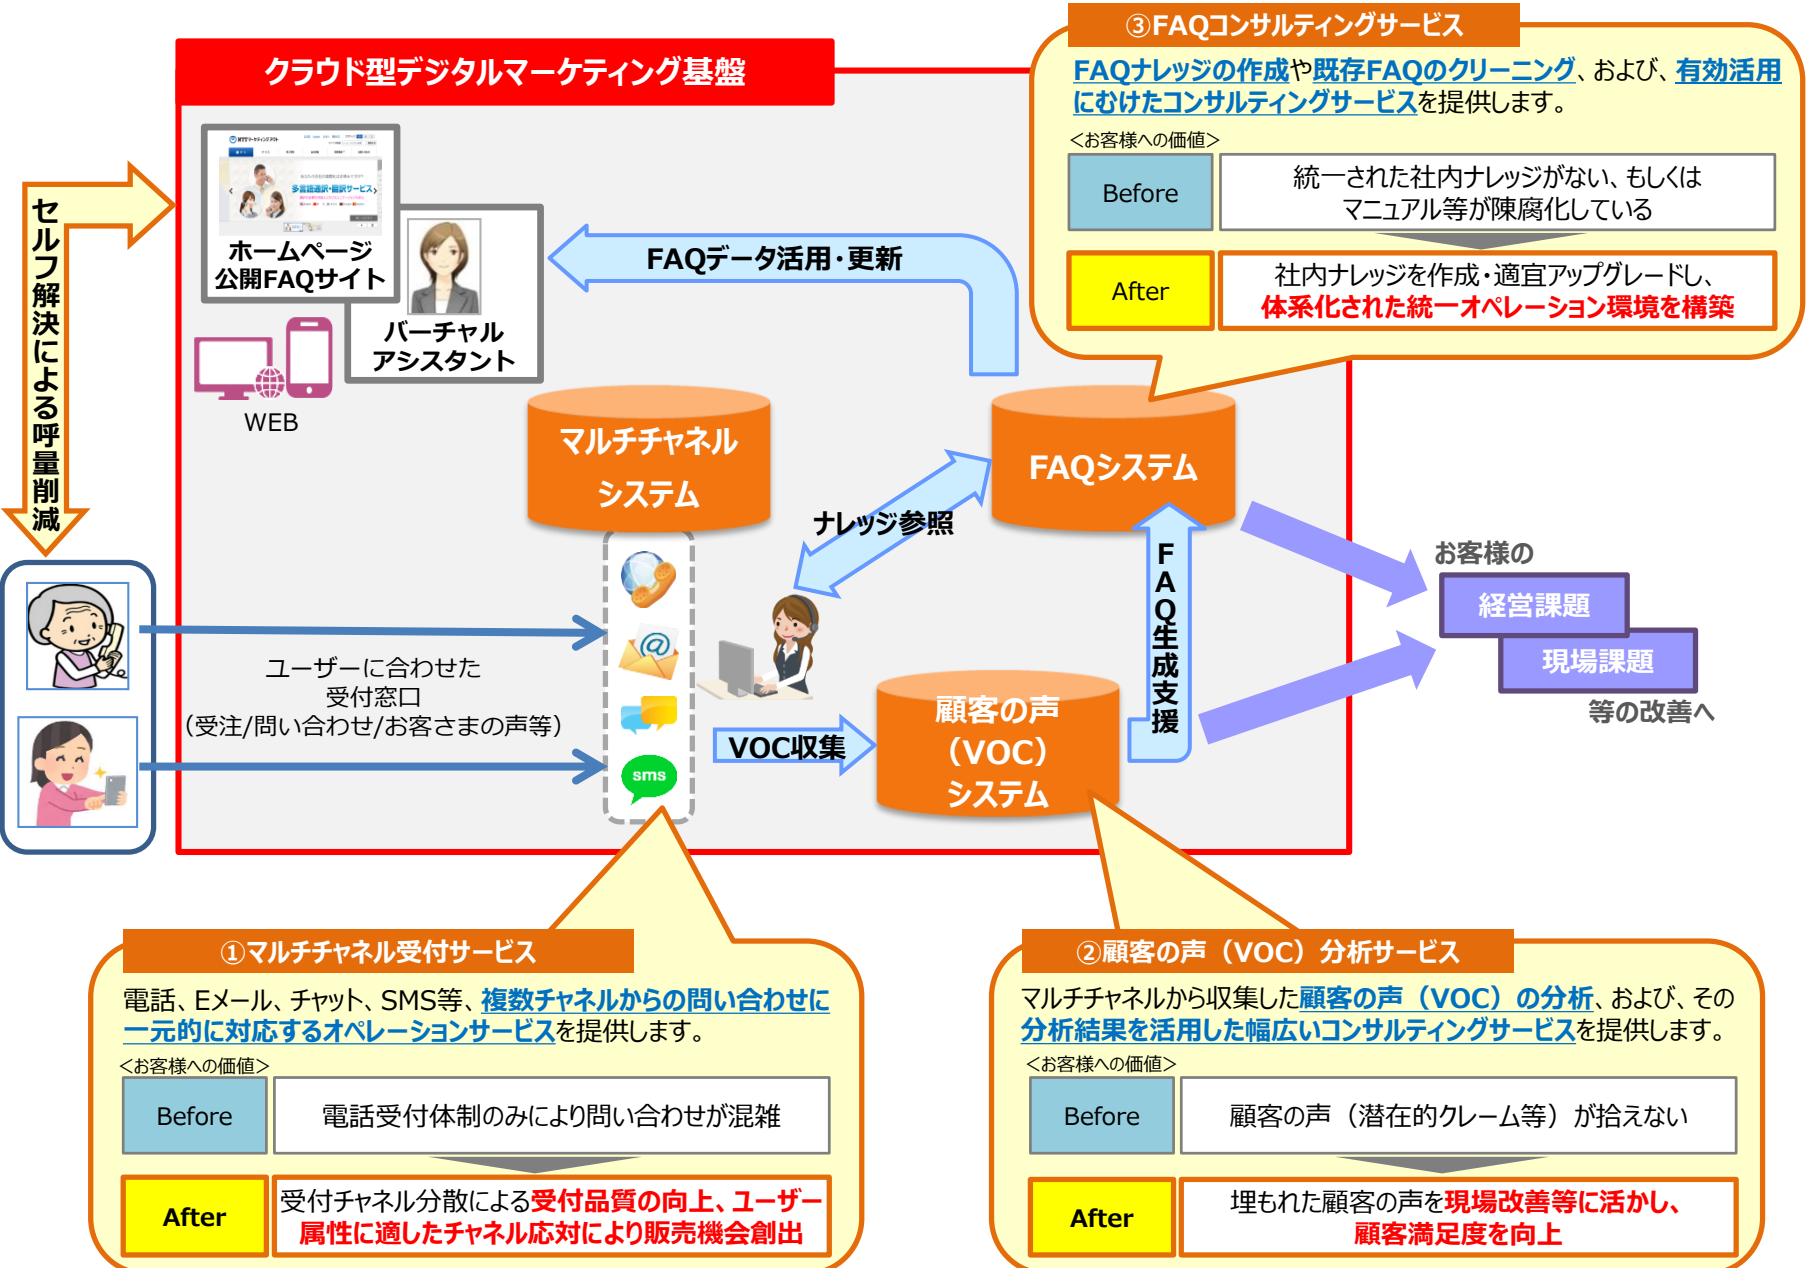 ③FAQコンサルティングサービス
FAQナレッジの作成や既存FAQのクリーニング、および、有効活用
にむけたコンサルティングサービスを提供します。
<お客様への価値>
Before
統一された社内ナレッジがない、もしくは
マニュアル等が陳腐化している
After
社内ナレッジを作成・適宜アップグレードし、
体系化された統一オペレーション環境を構築
クラウド型デジタルマーケティング基盤
NTTマーケティングアクト
多言語通訳・翻訳サービス
ホームページ
公開FAQサイト
バーチャル
アシスタント
WEB
セルフ解決による呼量削減
FAQデータ活用・更新
マルチチャネル
システム
FAQシステム
ナレッジ参照
FAQ生成支援
お客様の
経営課題
現場課題
等の改善へ
ユーザーに合わせた
受付窓口
（受注/問い合わせ/お客さまの声等）
sms
VOC収集
顧客の声
（VOC）
システム
①マルチチャネル受付サービス
電話、Eメール、チャット、SMS等、複数チャネルからの問い合わせに
一元的に対応するオペレーションサービスを提供します。
<お客様への価値>
Before
電話受付体制のみにより問い合わせが混雑
After
受付チャネル分散による受付品質の向上、ユーザー
属性に適したチャネル応対により販売機会創出
②顧客の声（VOC）分析サービス
マルチチャネルから収集した顧客の声（VOC）の分析、および、その
分析結果を活用した幅広いコンサルティングサービスを提供します。
<お客様への価値>
Before
顧客の声（潜在的クレーム等）が拾えない
After
埋もれた顧客の声を現場改善等に活かし、
顧客満足度を向上